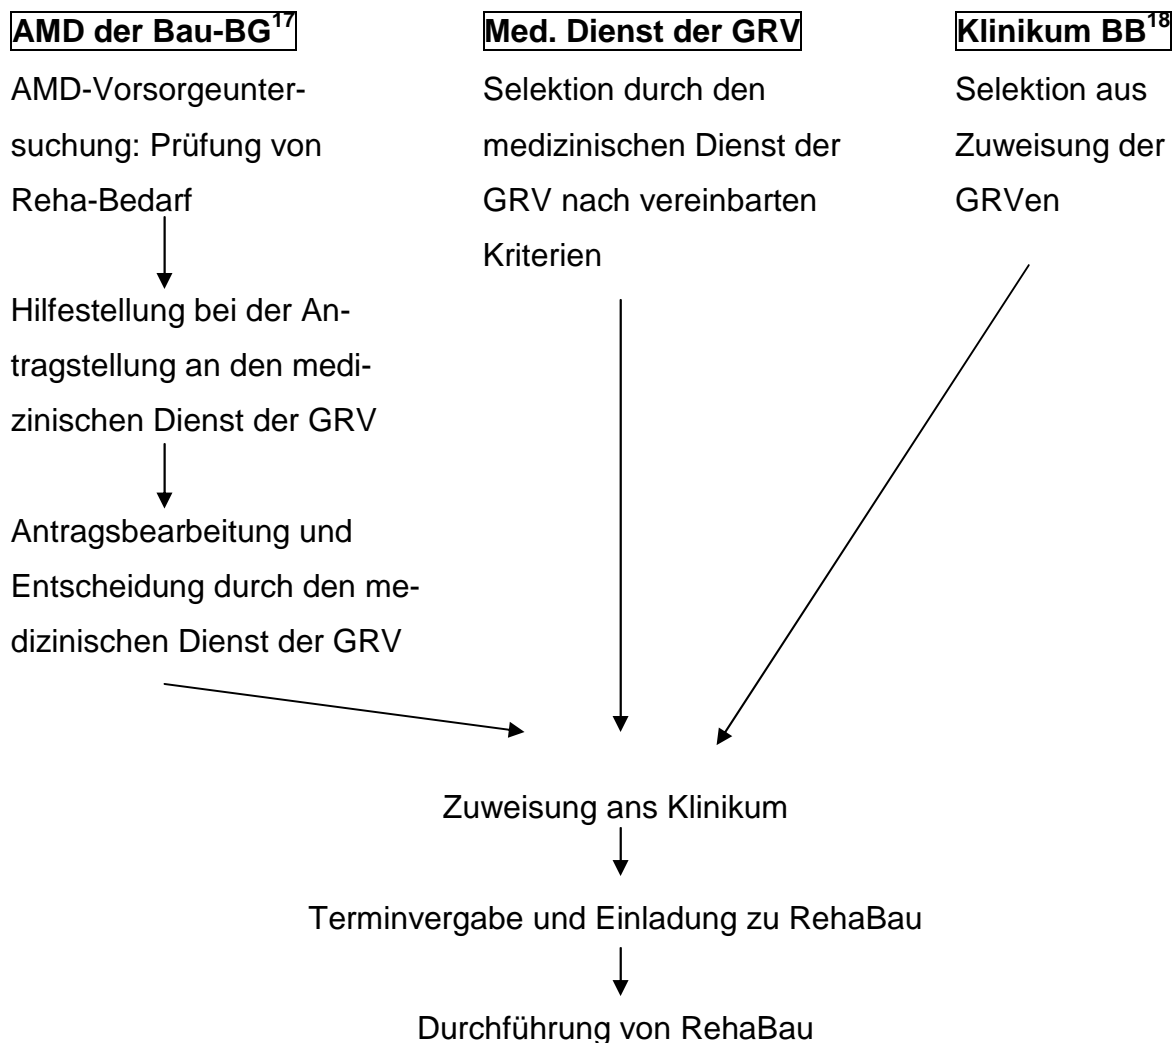 AMD der Bau-BG17
AMD-Vorsorgeunter-
suchung: Prüfung von
Reha-Bedarf
Hilfestellung bei der An-
tragstellung an den medi-
zinischen Dienst der GRV
Antragsbearbeitung und
Entscheidung durch den me-
dizinischen Dienst der GRV
Med. Dienst der GRV
Selektion durch den
medizinischen Dienst der
GRV nach vereinbarten
Kriterien
Klinikum BB18
Selektion aus
Zuweisung der
GRVen
Zuweisung ans Klinikum
Terminvergabe und Einladung zu RehaBau
Durchführung von RehaBau